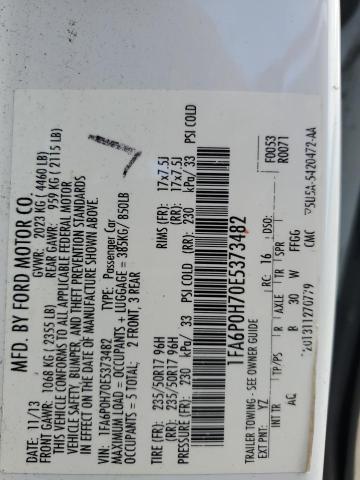 MFD. BY FORD MOTOR CO.
11/13 GVWR: 2023 KG ( 4460 LB)
FRONT GAWR: 1068 KG ( 2355 LB) REAR GAWR: 959 KG ( 2115 LB)
THIS VEHICLE CONFORMS TO ALL APPLICABLE FEDERAL MOTOR
VEHICLE SAFETY, BUMPER, AND THEFT PREVENTION STANDARDS
IN EFFECT ON THE DATE OF MANUFACTURE SHOWN ABOVE.
VIN: 1FA6P0H70E5373482 TYPE: Passenger Car
MAXIMUM LOAD = OCCUPANTS + LUGGAGE = 385KG/ 850LB
OCCUPANTS = 5 TOTAL; 2 FRONT, 3 REAR
TIRE (FR): 235/50R17 96H RIMS (FR): 17x7.5J
TIRE (RR): 235/50R17 96H (RR): 17x7.5J
PRESSURE (FR): 230 kPa/ 33 PSI COLD (RR) 230 kPa/ 33 PSI COLD
1FA6P0H70E5373482
TRAILER TOWING - SEE OWNER GUIDE
EXT PNT: YZ RC: 16 DSO: F0053
R0071
INT TR TP/PS R AXLE TR SPR
AC B 30 W FFGG
CMC
*20131127077­9 ▽5U5A-5420472-AA
7